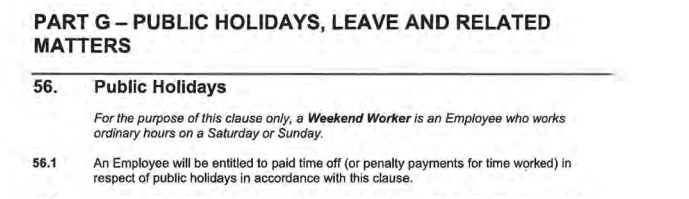 PART G – PUBLIC HOLIDAYS, LEAVE AND RELATED
MATTERS
56. Public Holidays
For the purpose of this clause only, a Weekend Worker is an Employee who works
ordinary hours on a Saturday or Sunday.
56.1 An Employee will be entitled to paid time off (or penalty payments for time worked) in
respect of public holidays in accordance with this clause.